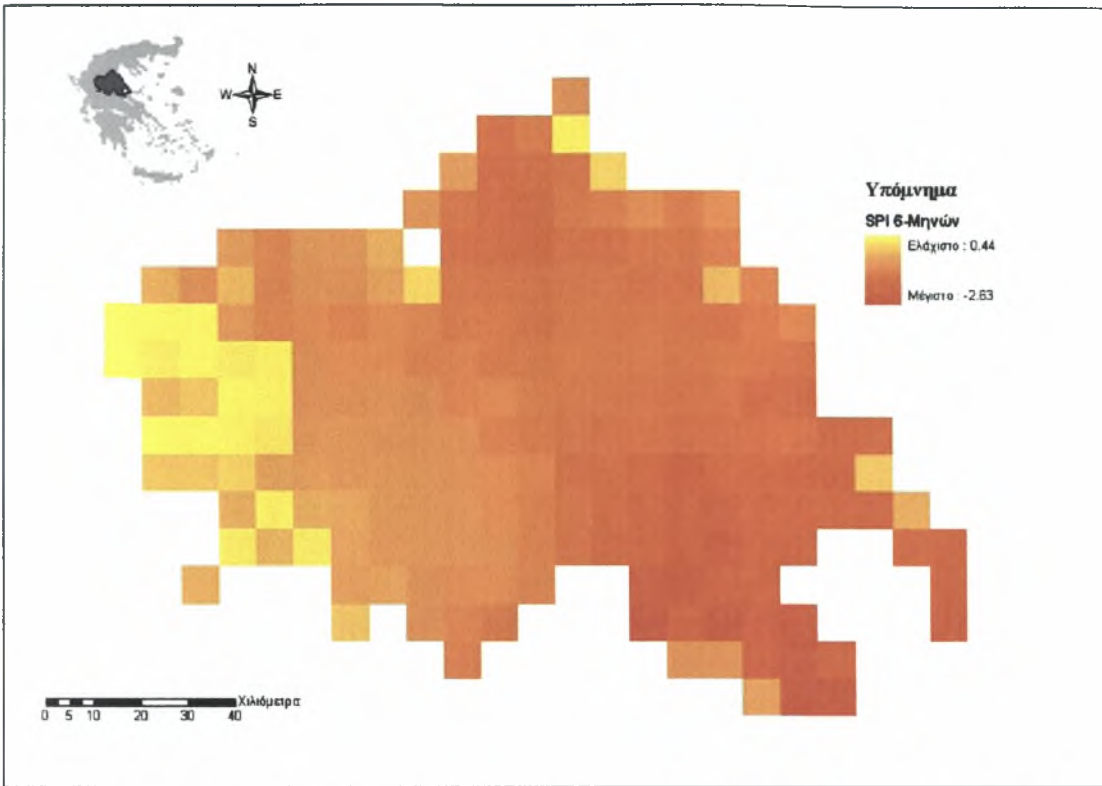 N
W E
S
Υπόμνημα
SPI 6-Μηνών
Ελάχιστο : 0.44
Μέγιστο : -2.63
Χιλιόμετρα
0 5 10 20 30 40